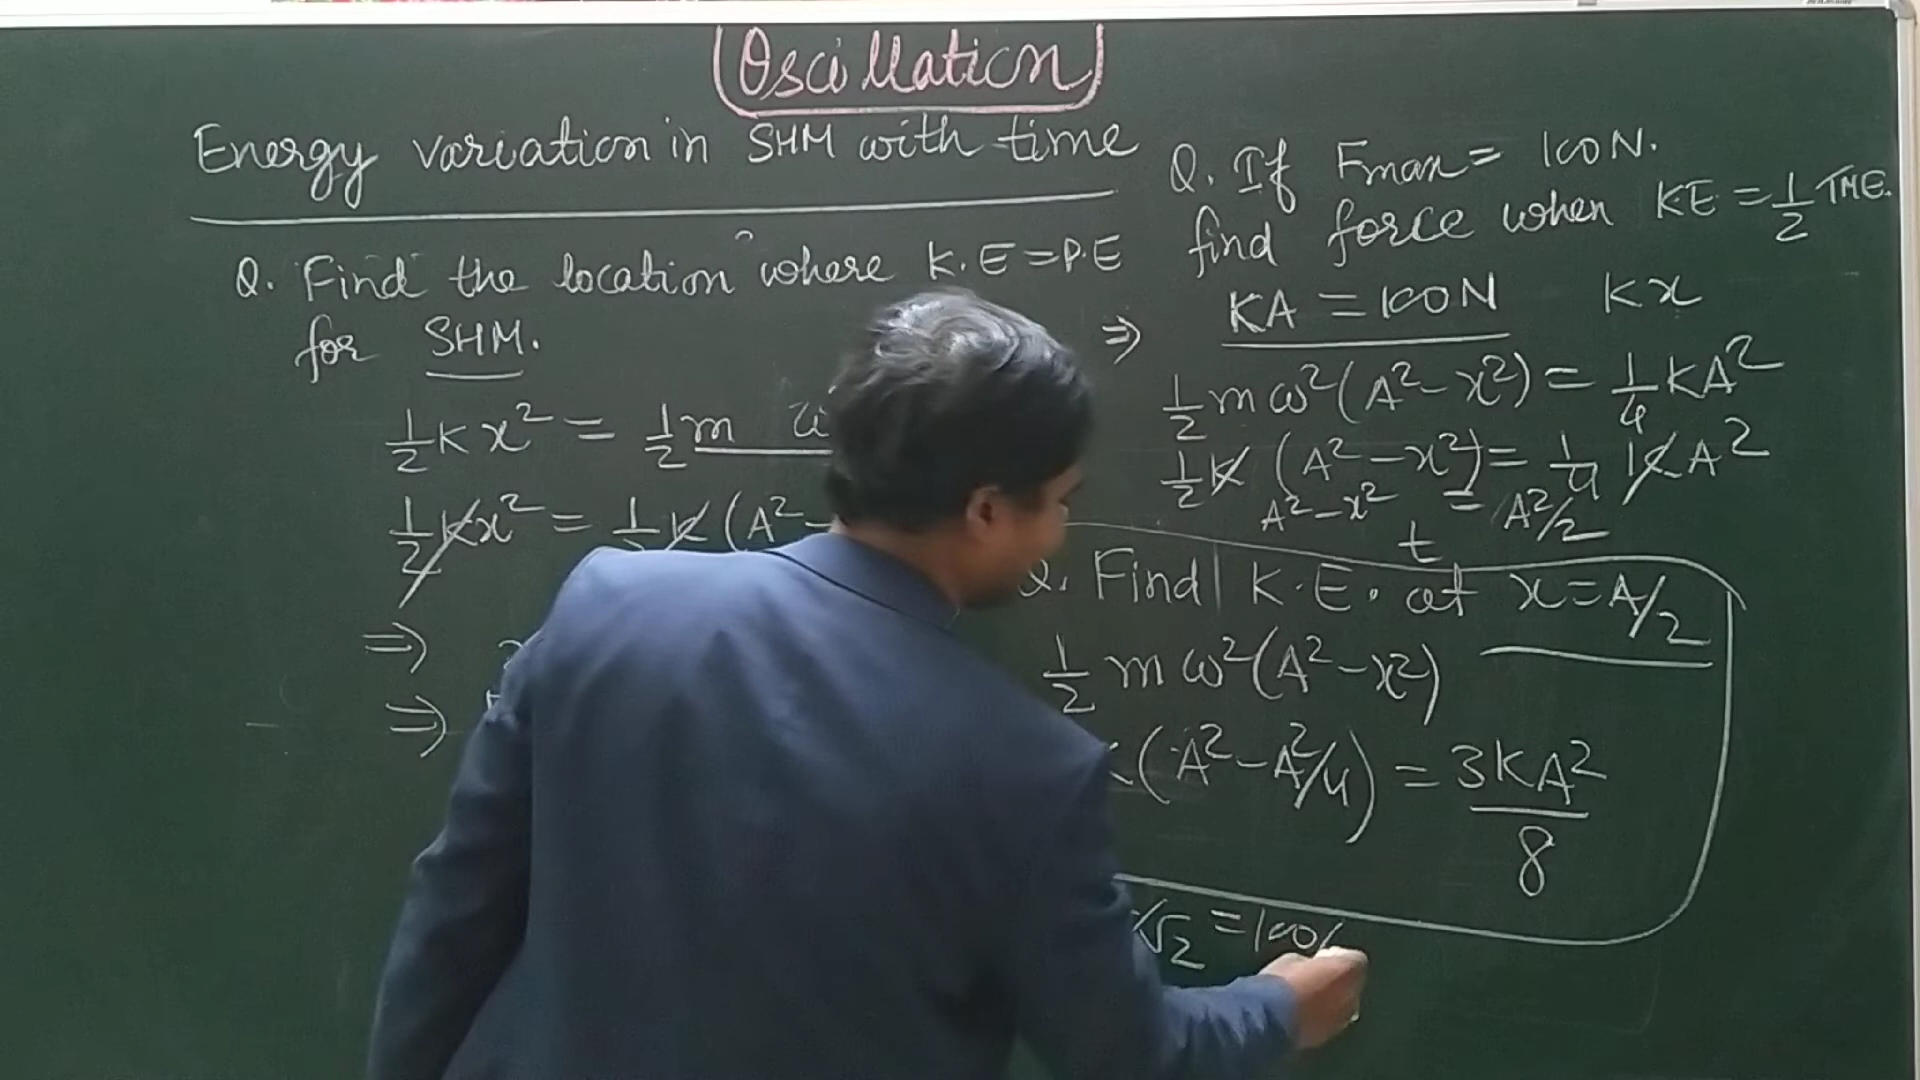 Oscillation
Energy variation in SHM with time
Q. Find the location where K.E = P.E
for SHM.
1/2 K x² = 1/2 m
1/2 K x² = 1/2 K (A² -
⇒
⇒
Q. If Fmax = 100N.
find force when KE = 1/2 TME.
⇒ KA = 100N Kx
1/2 m ω² (A² - x²) = 1/4 KA²
1/2 K (A² - x²) = 1/4 KA²
A² - x² = A²/2
t
Q. Find K.E. at x = A/2
1/2 m ω² (A² - x²)
K (A² - A²/4) = 3KA²/8
√2 = 100/